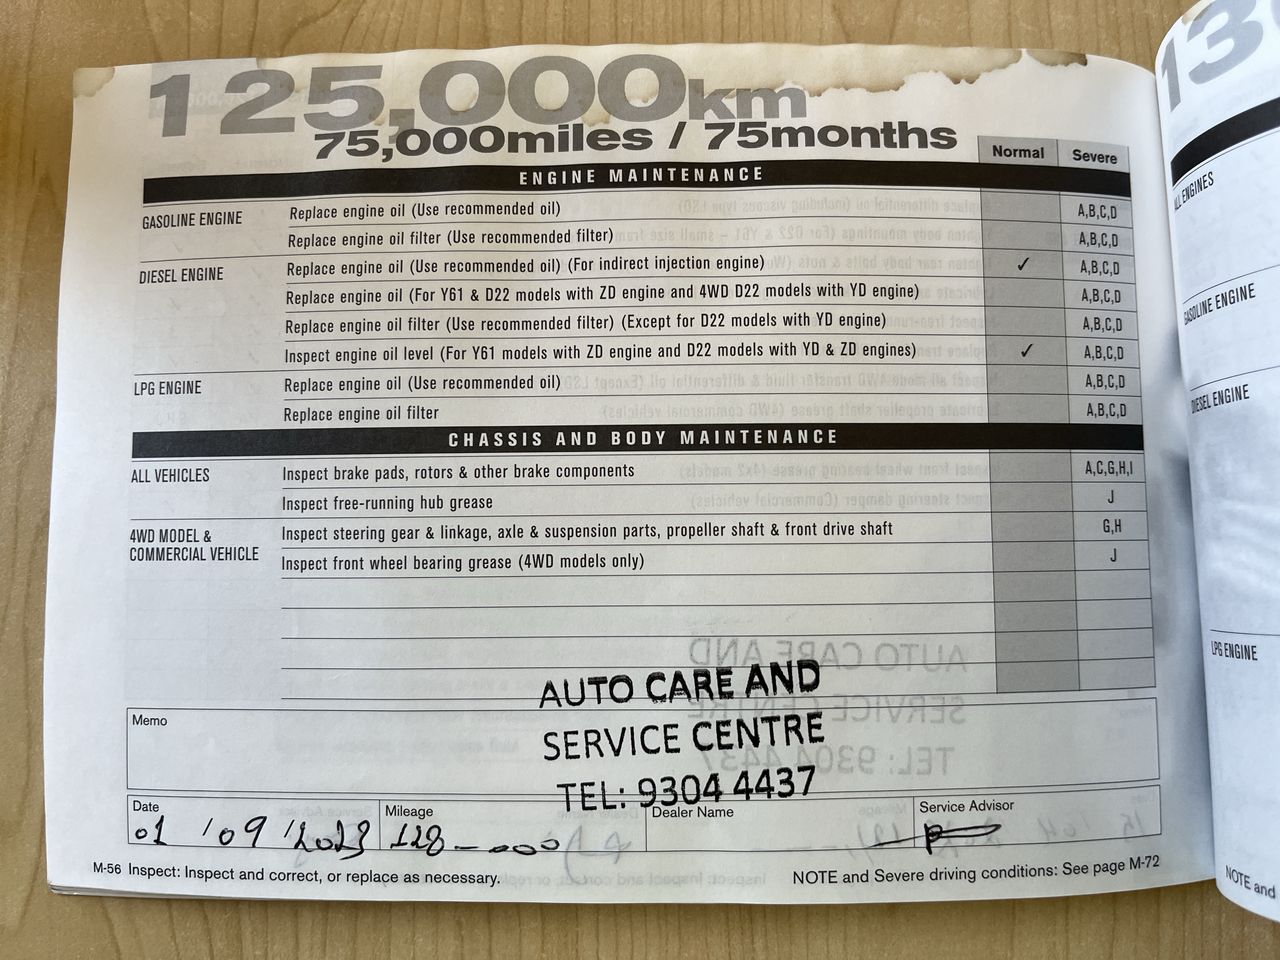 125,000km
75,000miles / 75months
Normal Severe
ENGINE MAINTENANCE
GASOLINE ENGINE Replace engine oil (Use recommended oil) A,B,C,D
Replace engine oil filter (Use recommended filter) A,B,C,D
DIESEL ENGINE Replace engine oil (Use recommended oil) (For indirect injection engine) ✓ A,B,C,D
Replace engine oil (For Y61 & D22 models with ZD engine and 4WD D22 models with YD engine) A,B,C,D
Replace engine oil filter (Use recommended filter) (Except for D22 models with YD engine) A,B,C,D
Inspect engine oil level (For Y61 models with ZD engine and D22 models with YD & ZD engines) ✓ A,B,C,D
LPG ENGINE Replace engine oil (Use recommended oil) A,B,C,D
Replace engine oil filter A,B,C,D
CHASSIS AND BODY MAINTENANCE
ALL VEHICLES Inspect brake pads, rotors & other brake components A,C,G,H,I
Inspect free-running hub grease J
4WD MODEL & Inspect steering gear & linkage, axle & suspension parts, propeller shaft & front drive shaft G,H
COMMERCIAL VEHICLE
Inspect front wheel bearing grease (4WD models only) J
AUTO CARE AND
SERVICE CENTRE
TEL: 9304 4437
Memo
Date Mileage Dealer Name Service Advisor
01 / 09 / 2023 128 _ 000
M-56 Inspect: Inspect and correct, or replace as necessary. NOTE and Severe driving conditions: See page M-72
13
ALL ENGINES
GASOLINE ENGINE
DIESEL ENGINE
LPG ENGINE
NOTE and